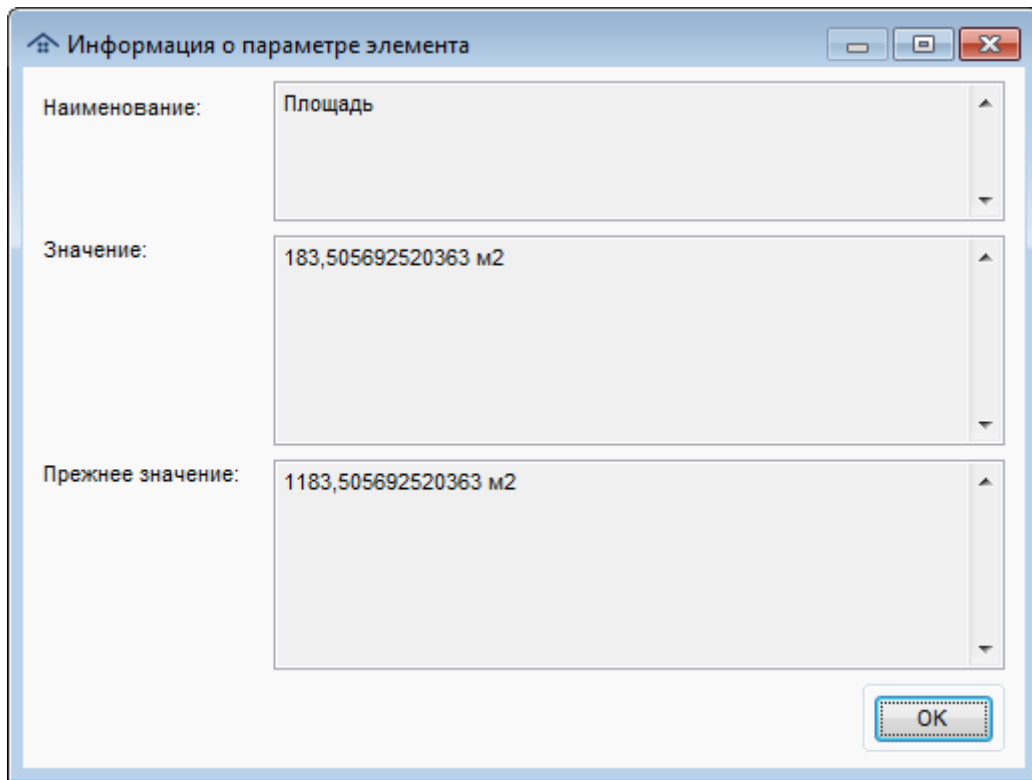 Информация о параметре элемента
Наименование:
Площадь
Значение:
183,505692520363 м2
Прежнее значение:
1183,505692520363 м2
OK